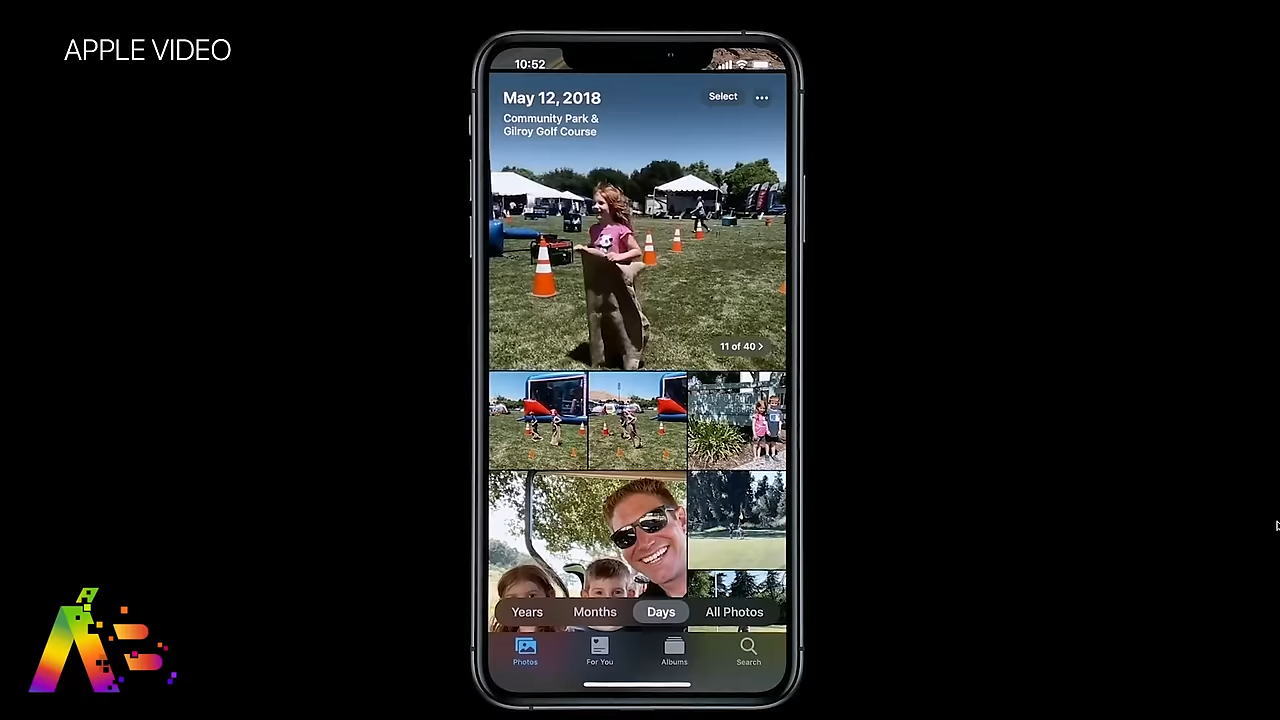 APPLE VIDEO
10:52
May 12, 2018
Select
Community Park &
Gilroy Golf Course
11 of 40
Years
Months
Days
All Photos
Photos
For You
Albums
Search